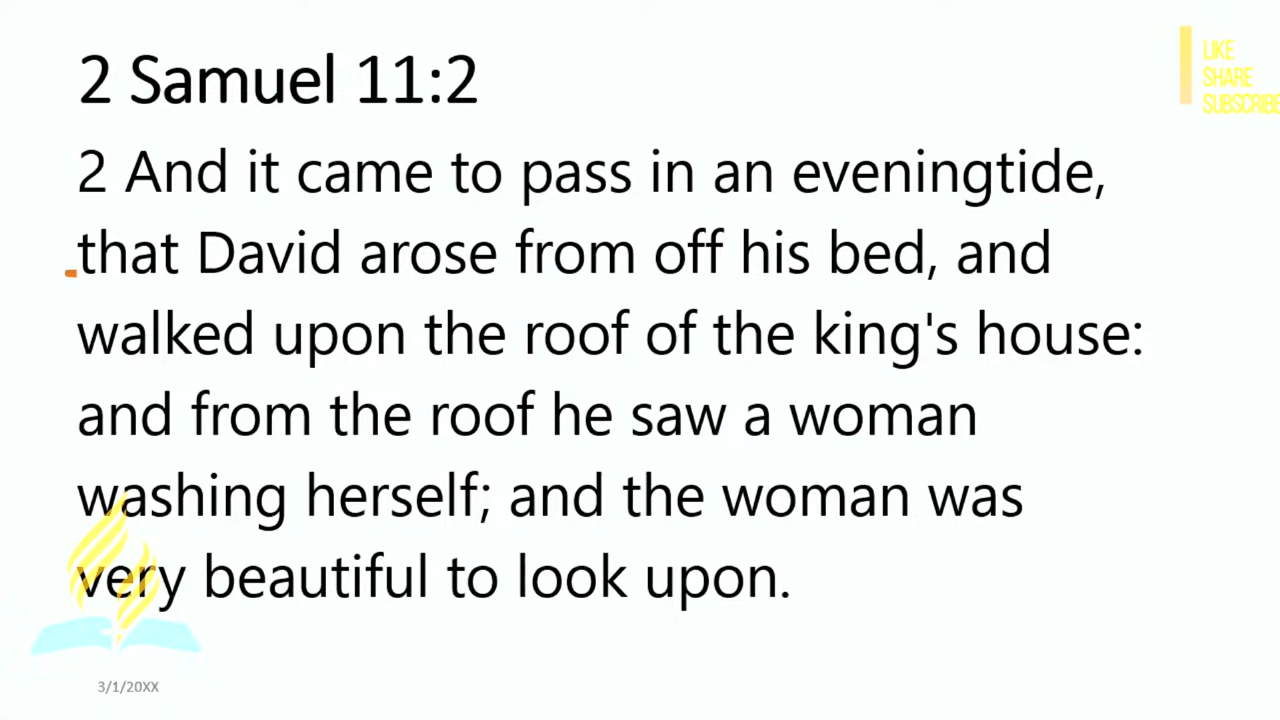 2 Samuel 11:2
LIKE
SHARE
SUBSCRIBE
2 And it came to pass in an eveningtide,
that David arose from off his bed, and
walked upon the roof of the king's house:
and from the roof he saw a woman
washing herself; and the woman was
very beautiful to look upon.
3/1/20XX